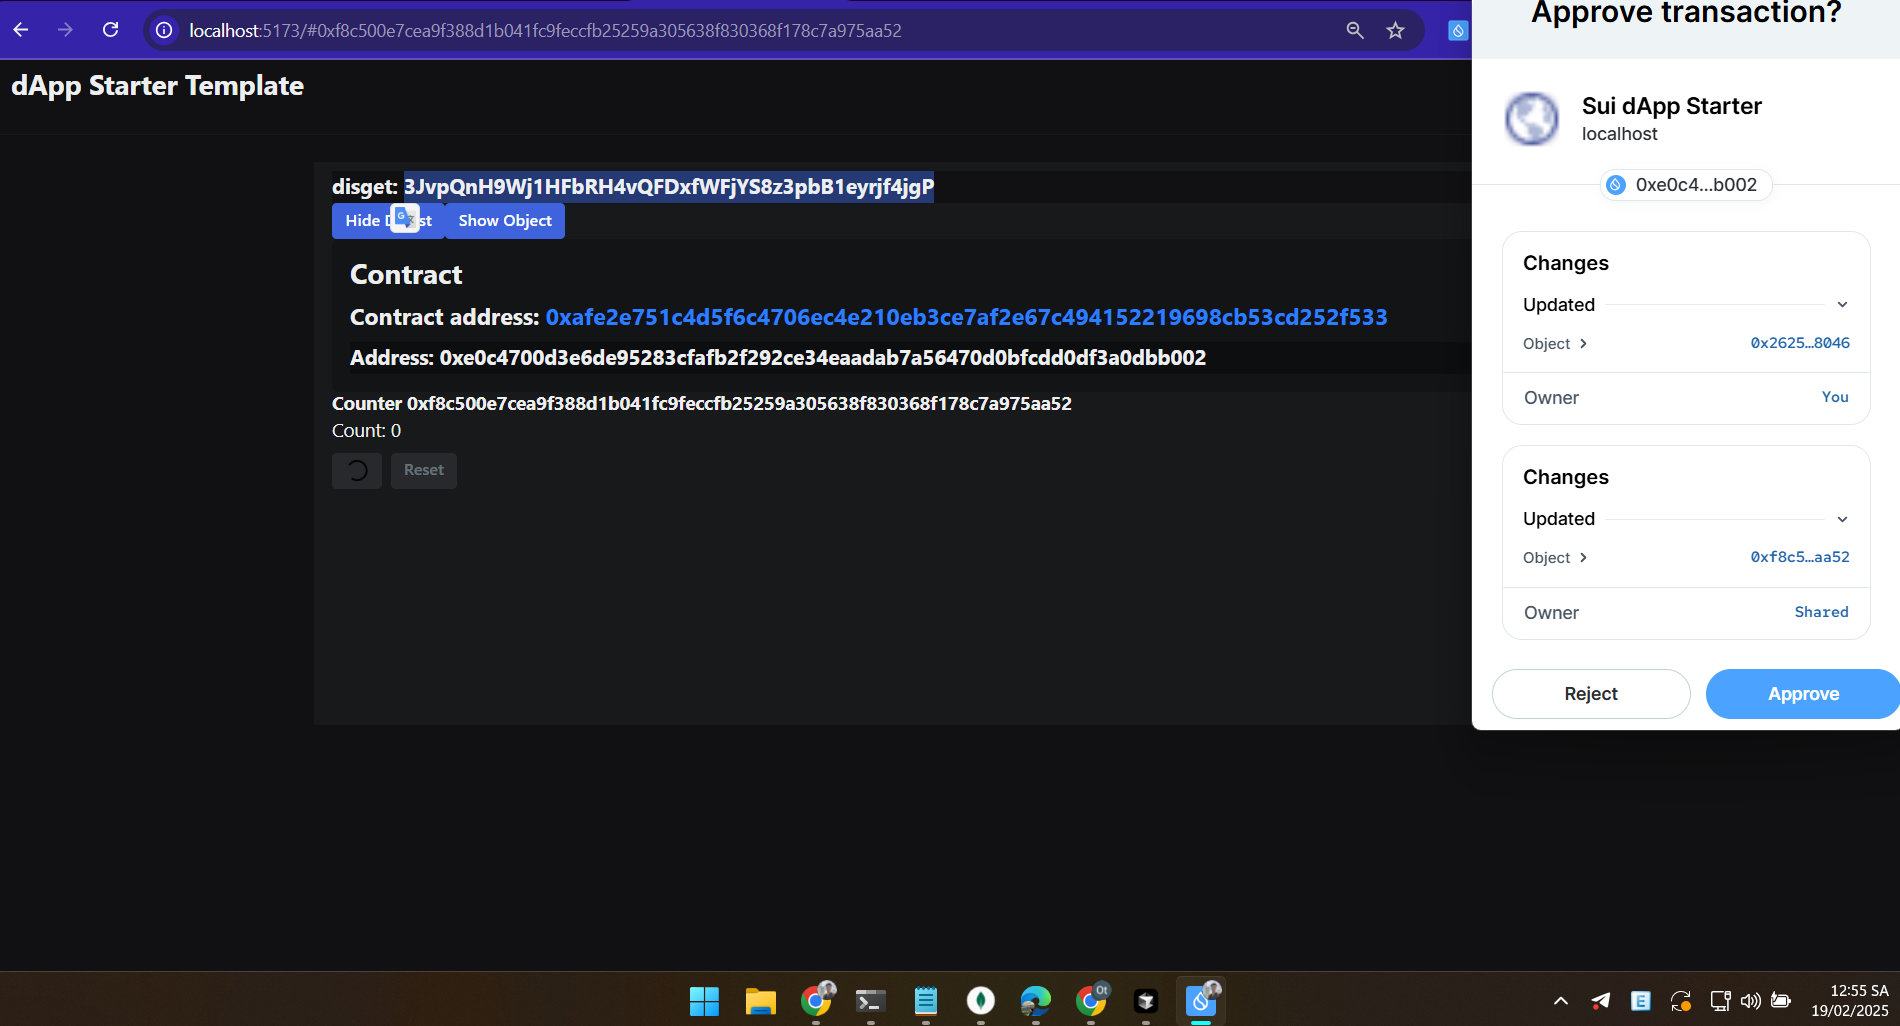 localhost:5173/#0xf8c500e7cea9f388d1b041fc9feccfb25259a305638f830368f178c7a975aa52
dApp Starter Template
disget: 3JvpQnH9Wj1HFbRH4vQFDxfWFjYS8z3pbB1eyrjf4jgP
Hide D st
Show Object
Contract
Contract address: 0xafe2e751c4d5f6c4706ec4e210eb3ce7af2e67c494152219698cb53cd252f533
Address: 0xe0c4700d3e6de95283cfafb2f292ce34eaadab7a56470d0bfcdd0df3a0dbb002
Counter 0xf8c500e7cea9f388d1b041fc9feccfb25259a305638f830368f178c7a975aa52
Count: 0
Reset
Approve transaction?
Sui dApp Starter
localhost
0xe0c4...b002
Changes
Updated
Object
0x2625…8046
Owner
You
Changes
Updated
Object
0xf8c5…aa52
Owner
Shared
Reject
Approve
Ot
E
12:55 SA
19/02/2025